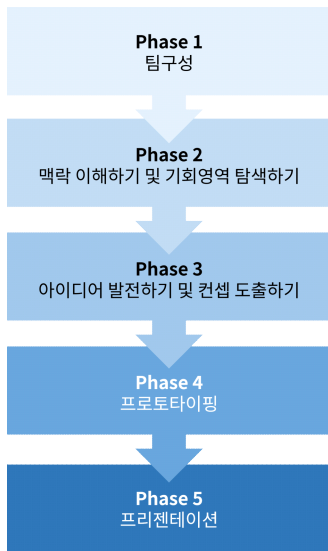 Phase 1
팀구성
Phase 2
맥락 이해하기 및 기회영역 탐색하기
Phase 3
아이디어 발전하기 및 컨셉 도출하기
Phase 4
프로토타이핑
Phase 5
프리젠테이션